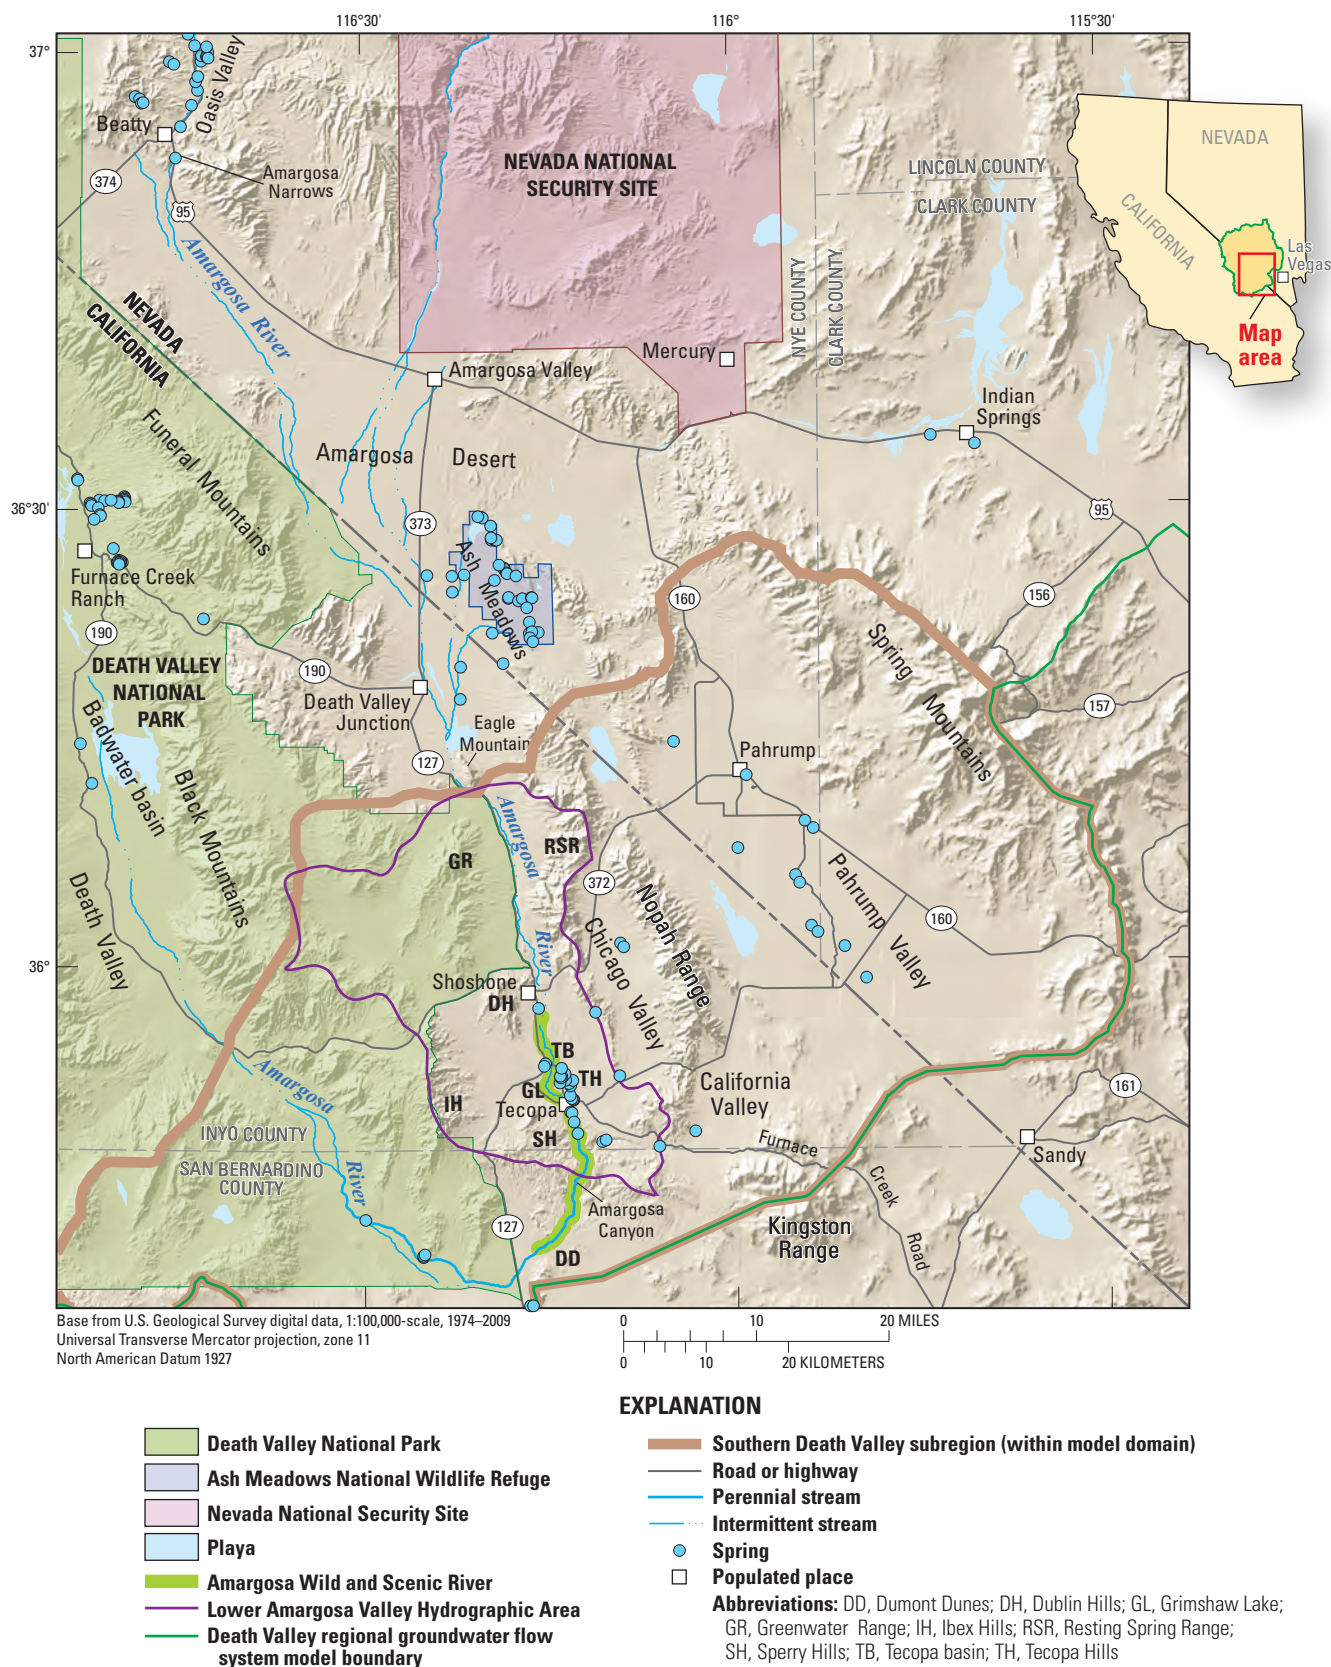 116°30'
116°
115°30'
37°
36°30'
36°
Oasis Valley
Beatty
Amargosa
Narrows
374
95
Amargosa River
NEVADA
CALIFORNIA
NEVADA NATIONAL
SECURITY SITE
LINCOLN COUNTY
CLARK COUNTY
NYE COUNTY
CLARK COUNTY
Mercury
Amargosa Valley
Indian
Springs
NEVADA
CALIFORNIA
Las
Vegas
Map
area
Funeral Mountains
Amargosa Desert
373
95
Ash Meadows
Furnace Creek
Ranch
190
DEATH VALLEY
NATIONAL
PARK
190
Death Valley
Junction
Eagle
Mountain
127
160
156
157
Spring Mountains
Pahrump
Badwater basin
Black Mountains
Death Valley
GR
Amargosa River
RSR
372
Nopah Range
Chicago Valley
Pahrump Valley
160
Shoshone
DH
TB
TH
GL
Tecopa
IH
SH
California
Valley
161
Sandy
Amargosa River
INYO COUNTY
SAN BERNARDINO
COUNTY
Furnace Creek Road
Amargosa
Canyon
127
DD
Kingston
Range
Base from U.S. Geological Survey digital data, 1:100,000-scale, 1974–2009
Universal Transverse Mercator projection, zone 11
North American Datum 1927
0 10 20 MILES
0 10 20 KILOMETERS
EXPLANATION
Death Valley National Park
Ash Meadows National Wildlife Refuge
Nevada National Security Site
Playa
Amargosa Wild and Scenic River
Lower Amargosa Valley Hydrographic Area
Death Valley regional groundwater flow
system model boundary
Southern Death Valley subregion (within model domain)
Road or highway
Perennial stream
Intermittent stream
Spring
Populated place
Abbreviations: DD, Dumont Dunes; DH, Dublin Hills; GL, Grimshaw Lake;
GR, Greenwater Range; IH, Ibex Hills; RSR, Resting Spring Range;
SH, Sperry Hills; TB, Tecopa basin; TH, Tecopa Hills